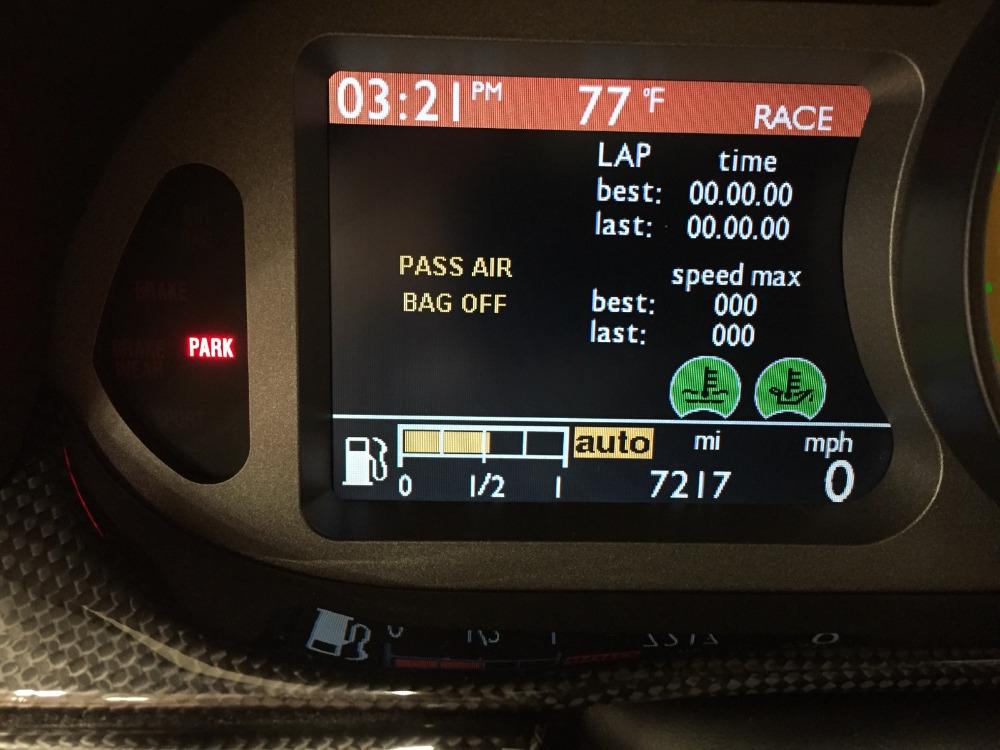 03:21 PM 77 °F RACE
LAP time
best: 00.00.00
last: 00.00.00
PASS AIR
BAG OFF
speed max
best: 000
last: 000
BRAKE
PARK
auto mi mph
0 1/2 1 7217 0